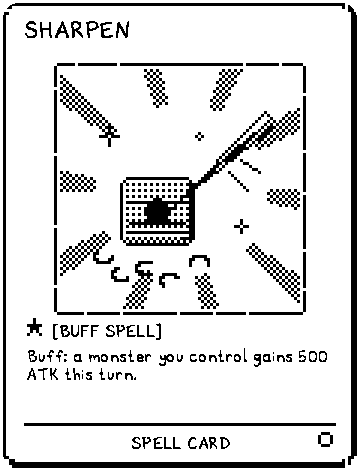 SHARPEN
[BUFF SPELL]
Buff: a monster you control gains 500
ATK this turn.
SPELL CARD